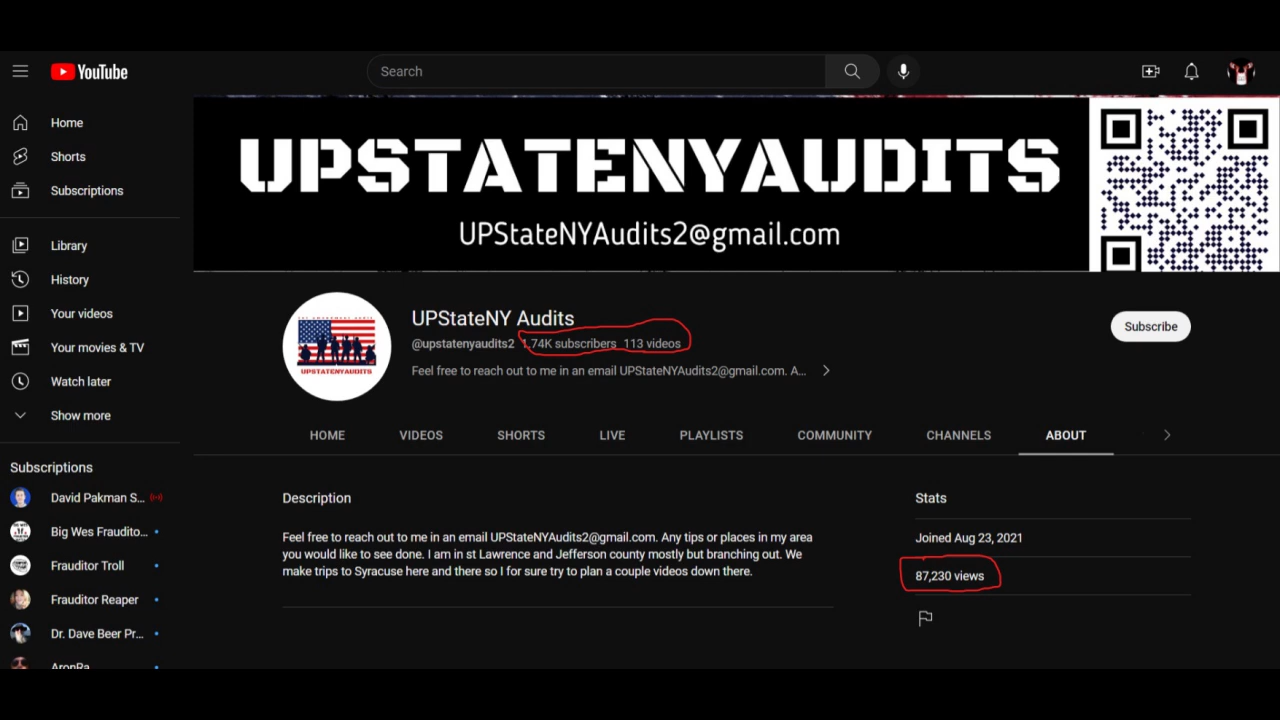 YouTube
Search
Home
Shorts
Subscriptions
Library
History
Your videos
Your movies & TV
Watch later
Show more
Subscriptions
David Pakman S...
Big Wes Fraudito...
Frauditor Troll
Frauditor Reaper
Dr. Dave Beer Pr...
AronRa
UPSTATENYAUDITS
UPStateNYAudits2@gmail.com
UPSTATENYAUDITS
UPStateNY Audits
@upstatenyaudits2 1.74K subscribers 113 videos
Feel free to reach out to me in an email UPStateNYAudits2@gmail.com. A...
Subscribe
HOME VIDEOS SHORTS LIVE PLAYLISTS COMMUNITY CHANNELS ABOUT
Description
Feel free to reach out to me in an email UPStateNYAudits2@gmail.com. Any tips or places in my area
you would like to see done. I am in st Lawrence and Jefferson county mostly but branching out. We
make trips to Syracuse here and there so I for sure try to plan a couple videos down there.
Stats
Joined Aug 23, 2021
87,230 views